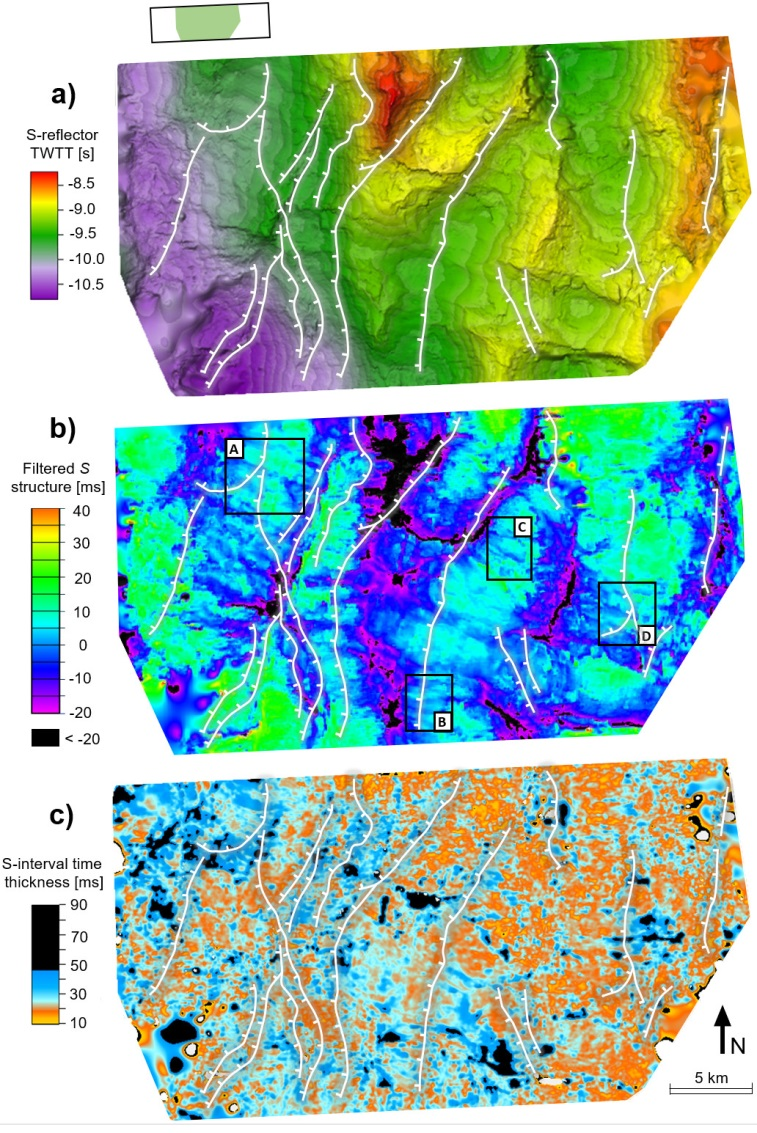 a)
S-reflector
TWTT [s]
-8.5
-9.0
-9.5
-10.0
-10.5
b)
Filtered S
structure [ms]
40
30
20
10
0
-10
-20
< -20
A
C
D
B
c)
S-interval time
thickness [ms]
90
70
50
30
10
N
5 km